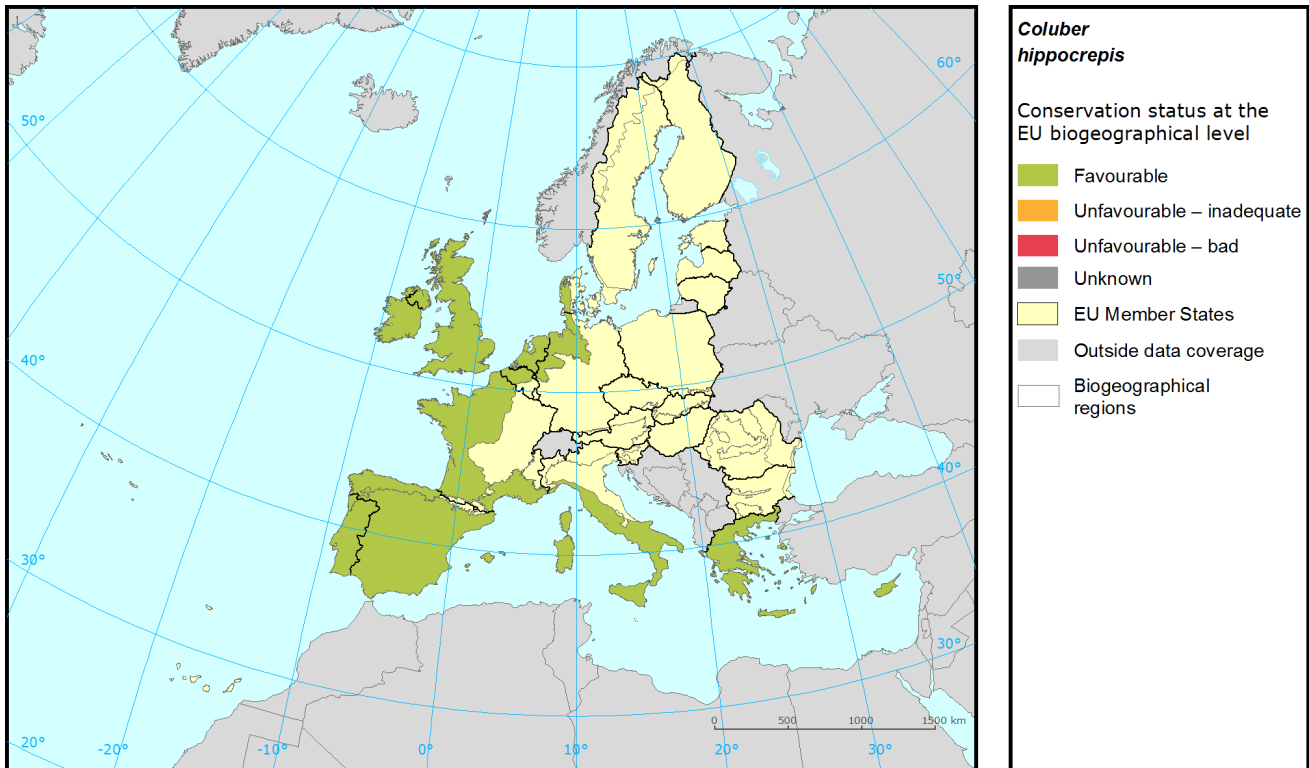 60°
50°
50°
40°
40°
30°
30°
0
500
1000
1500 km
20°
-20°
-10°
0°
10°
20°
30°
Coluber
hippocrepis
Conservation status at the
EU biogeographical level
Favourable
Unfavourable – inadequate
Unfavourable – bad
Unknown
EU Member States
Outside data coverage
Biogeographical
regions